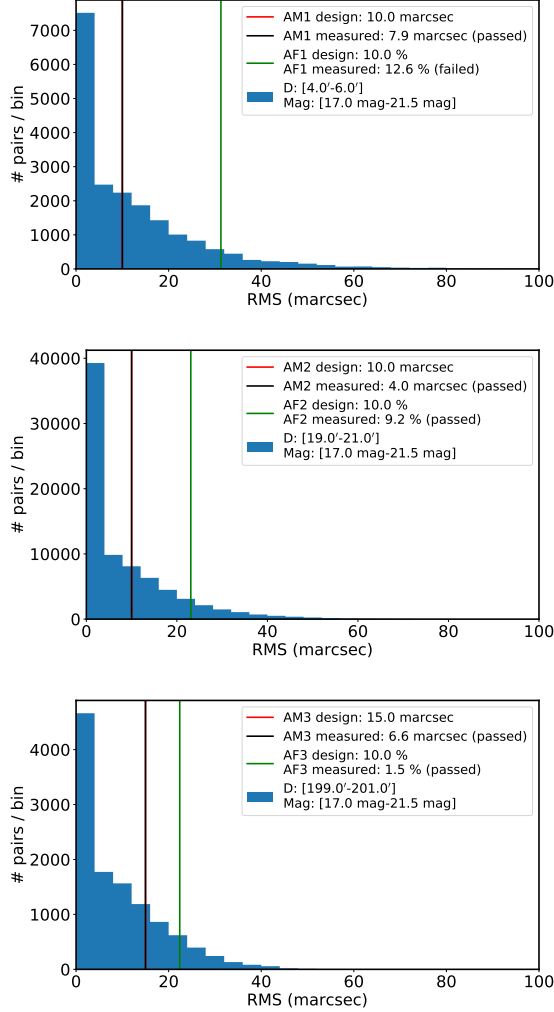 AM1 design: 10.0 marcsec
AM1 measured: 7.9 marcsec (passed)
AF1 design: 10.0 %
AF1 measured: 12.6 % (failed)
D: [4.0′-6.0′]
Mag: [17.0 mag-21.5 mag]
# pairs / bin
7000
6000
5000
4000
3000
2000
1000
0
0 20 40 60 80 100
RMS (marcsec)
AM2 design: 10.0 marcsec
AM2 measured: 4.0 marcsec (passed)
AF2 design: 10.0 %
AF2 measured: 9.2 % (passed)
D: [19.0′-21.0′]
Mag: [17.0 mag-21.5 mag]
# pairs / bin
40000
30000
20000
10000
0
0 20 40 60 80 100
RMS (marcsec)
AM3 design: 15.0 marcsec
AM3 measured: 6.6 marcsec (passed)
AF3 design: 10.0 %
AF3 measured: 1.5 % (passed)
D: [199.0′-201.0′]
Mag: [17.0 mag-21.5 mag]
# pairs / bin
4000
3000
2000
1000
0
0 20 40 60 80 100
RMS (marcsec)